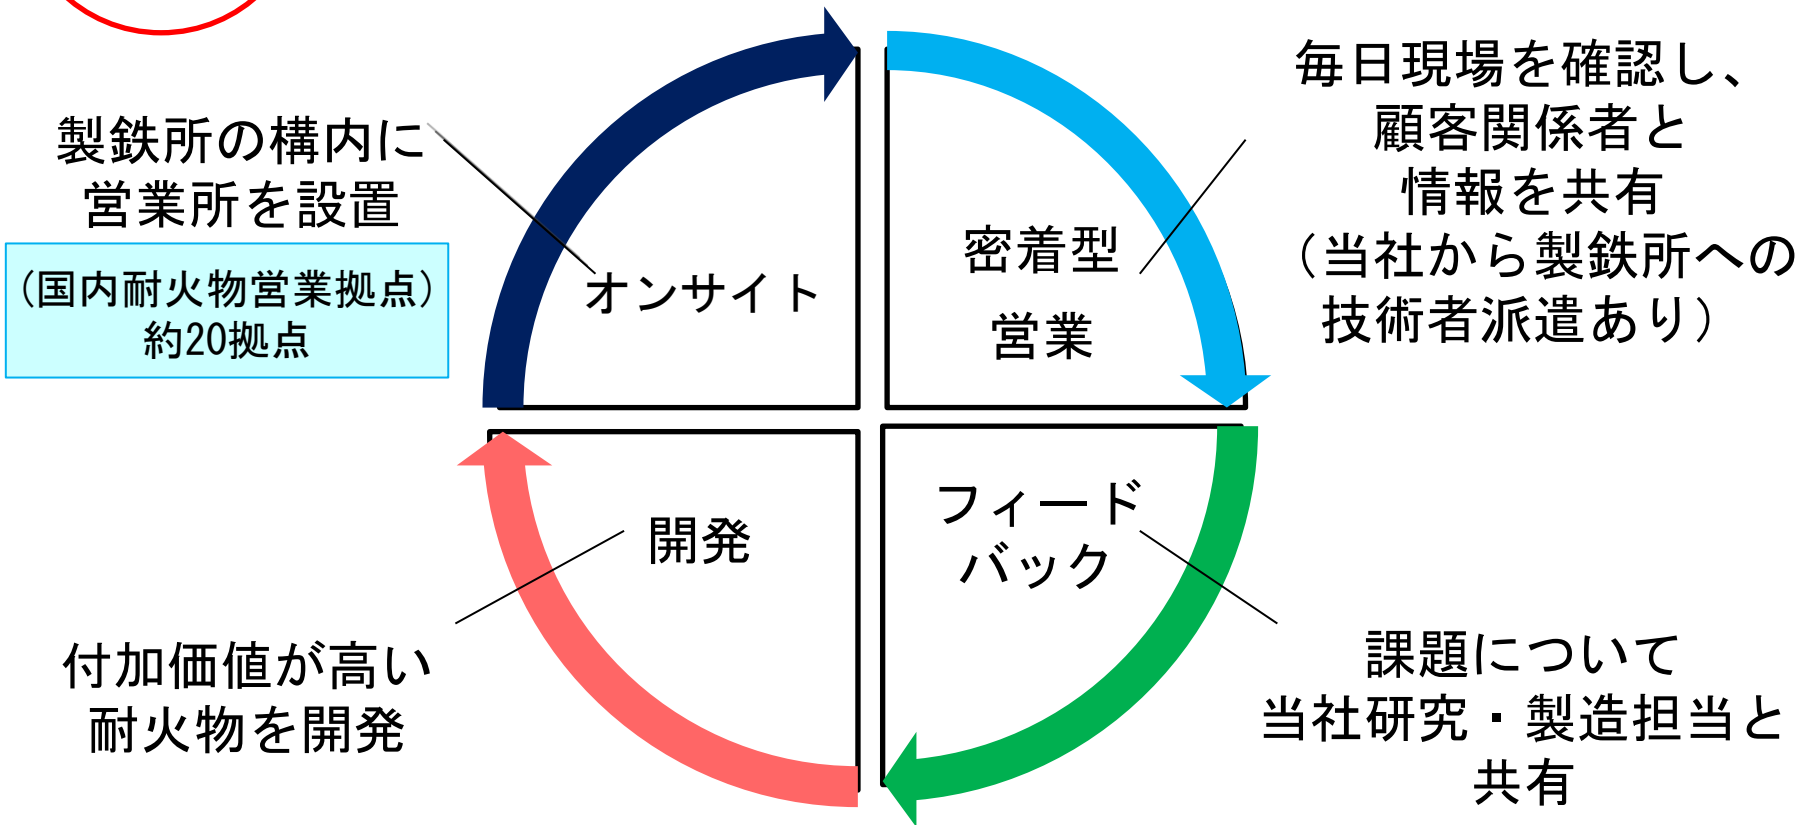 製鉄所の構内に
営業所を設置
（国内耐火物営業拠点）
約20拠点
オンサイト
密着型
営業
毎日現場を確認し、
顧客関係者と
情報を共有
（当社から製鉄所への
技術者派遣あり）
開発
フィード
バック
付加価値が高い
耐火物を開発
課題について
当社研究・製造担当と
共有